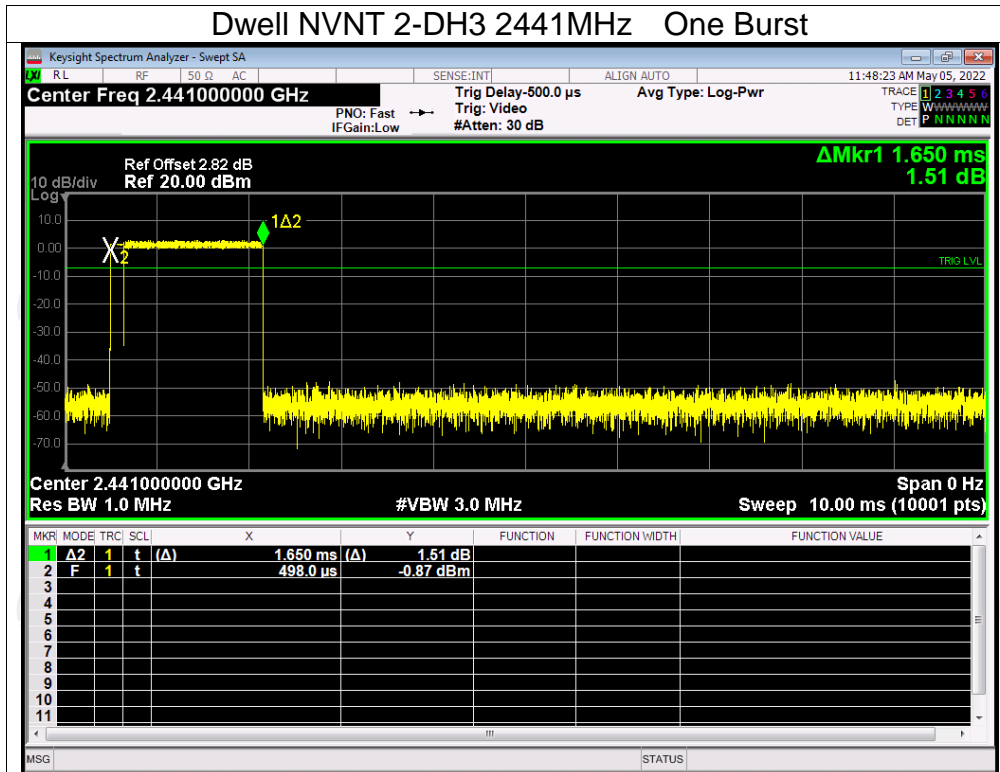 Dwell NVNT 2-DH3 2441MHz One Burst
Keysight Spectrum Analyzer - Swept SA
LXI RL RF 50 Ω AC SENSE:INT ALIGN AUTO 11:48:23 AM May 05, 2022
Center Freq 2.441000000 GHz Trig Delay-500.0 µs Avg Type: Log-Pwr TRACE 1 2 3 4 5 6
PNO: Fast Trig: Video TYPE WWWWWW
IFGain:Low #Atten: 30 dB DET P N N N N N
ΔMkr1 1.650 ms
1.51 dB
Ref Offset 2.82 dB
10 dB/div Ref 20.00 dBm
Log
10.0
1Δ2
0.00
X2
TRIG LVL
-10.0
-20.0
-30.0
-40.0
-50.0
-60.0
-70.0
Center 2.441000000 GHz Span 0 Hz
Res BW 1.0 MHz #VBW 3.0 MHz Sweep 10.00 ms (10001 pts)
MKR MODE TRC SCL X Y FUNCTION FUNCTION WIDTH FUNCTION VALUE
1 Δ2 1 t (Δ) 1.650 ms (Δ) 1.51 dB
2 F 1 t 498.0 µs -0.87 dBm
3
4
5
6
7
8
9
10
11
MSG STATUS